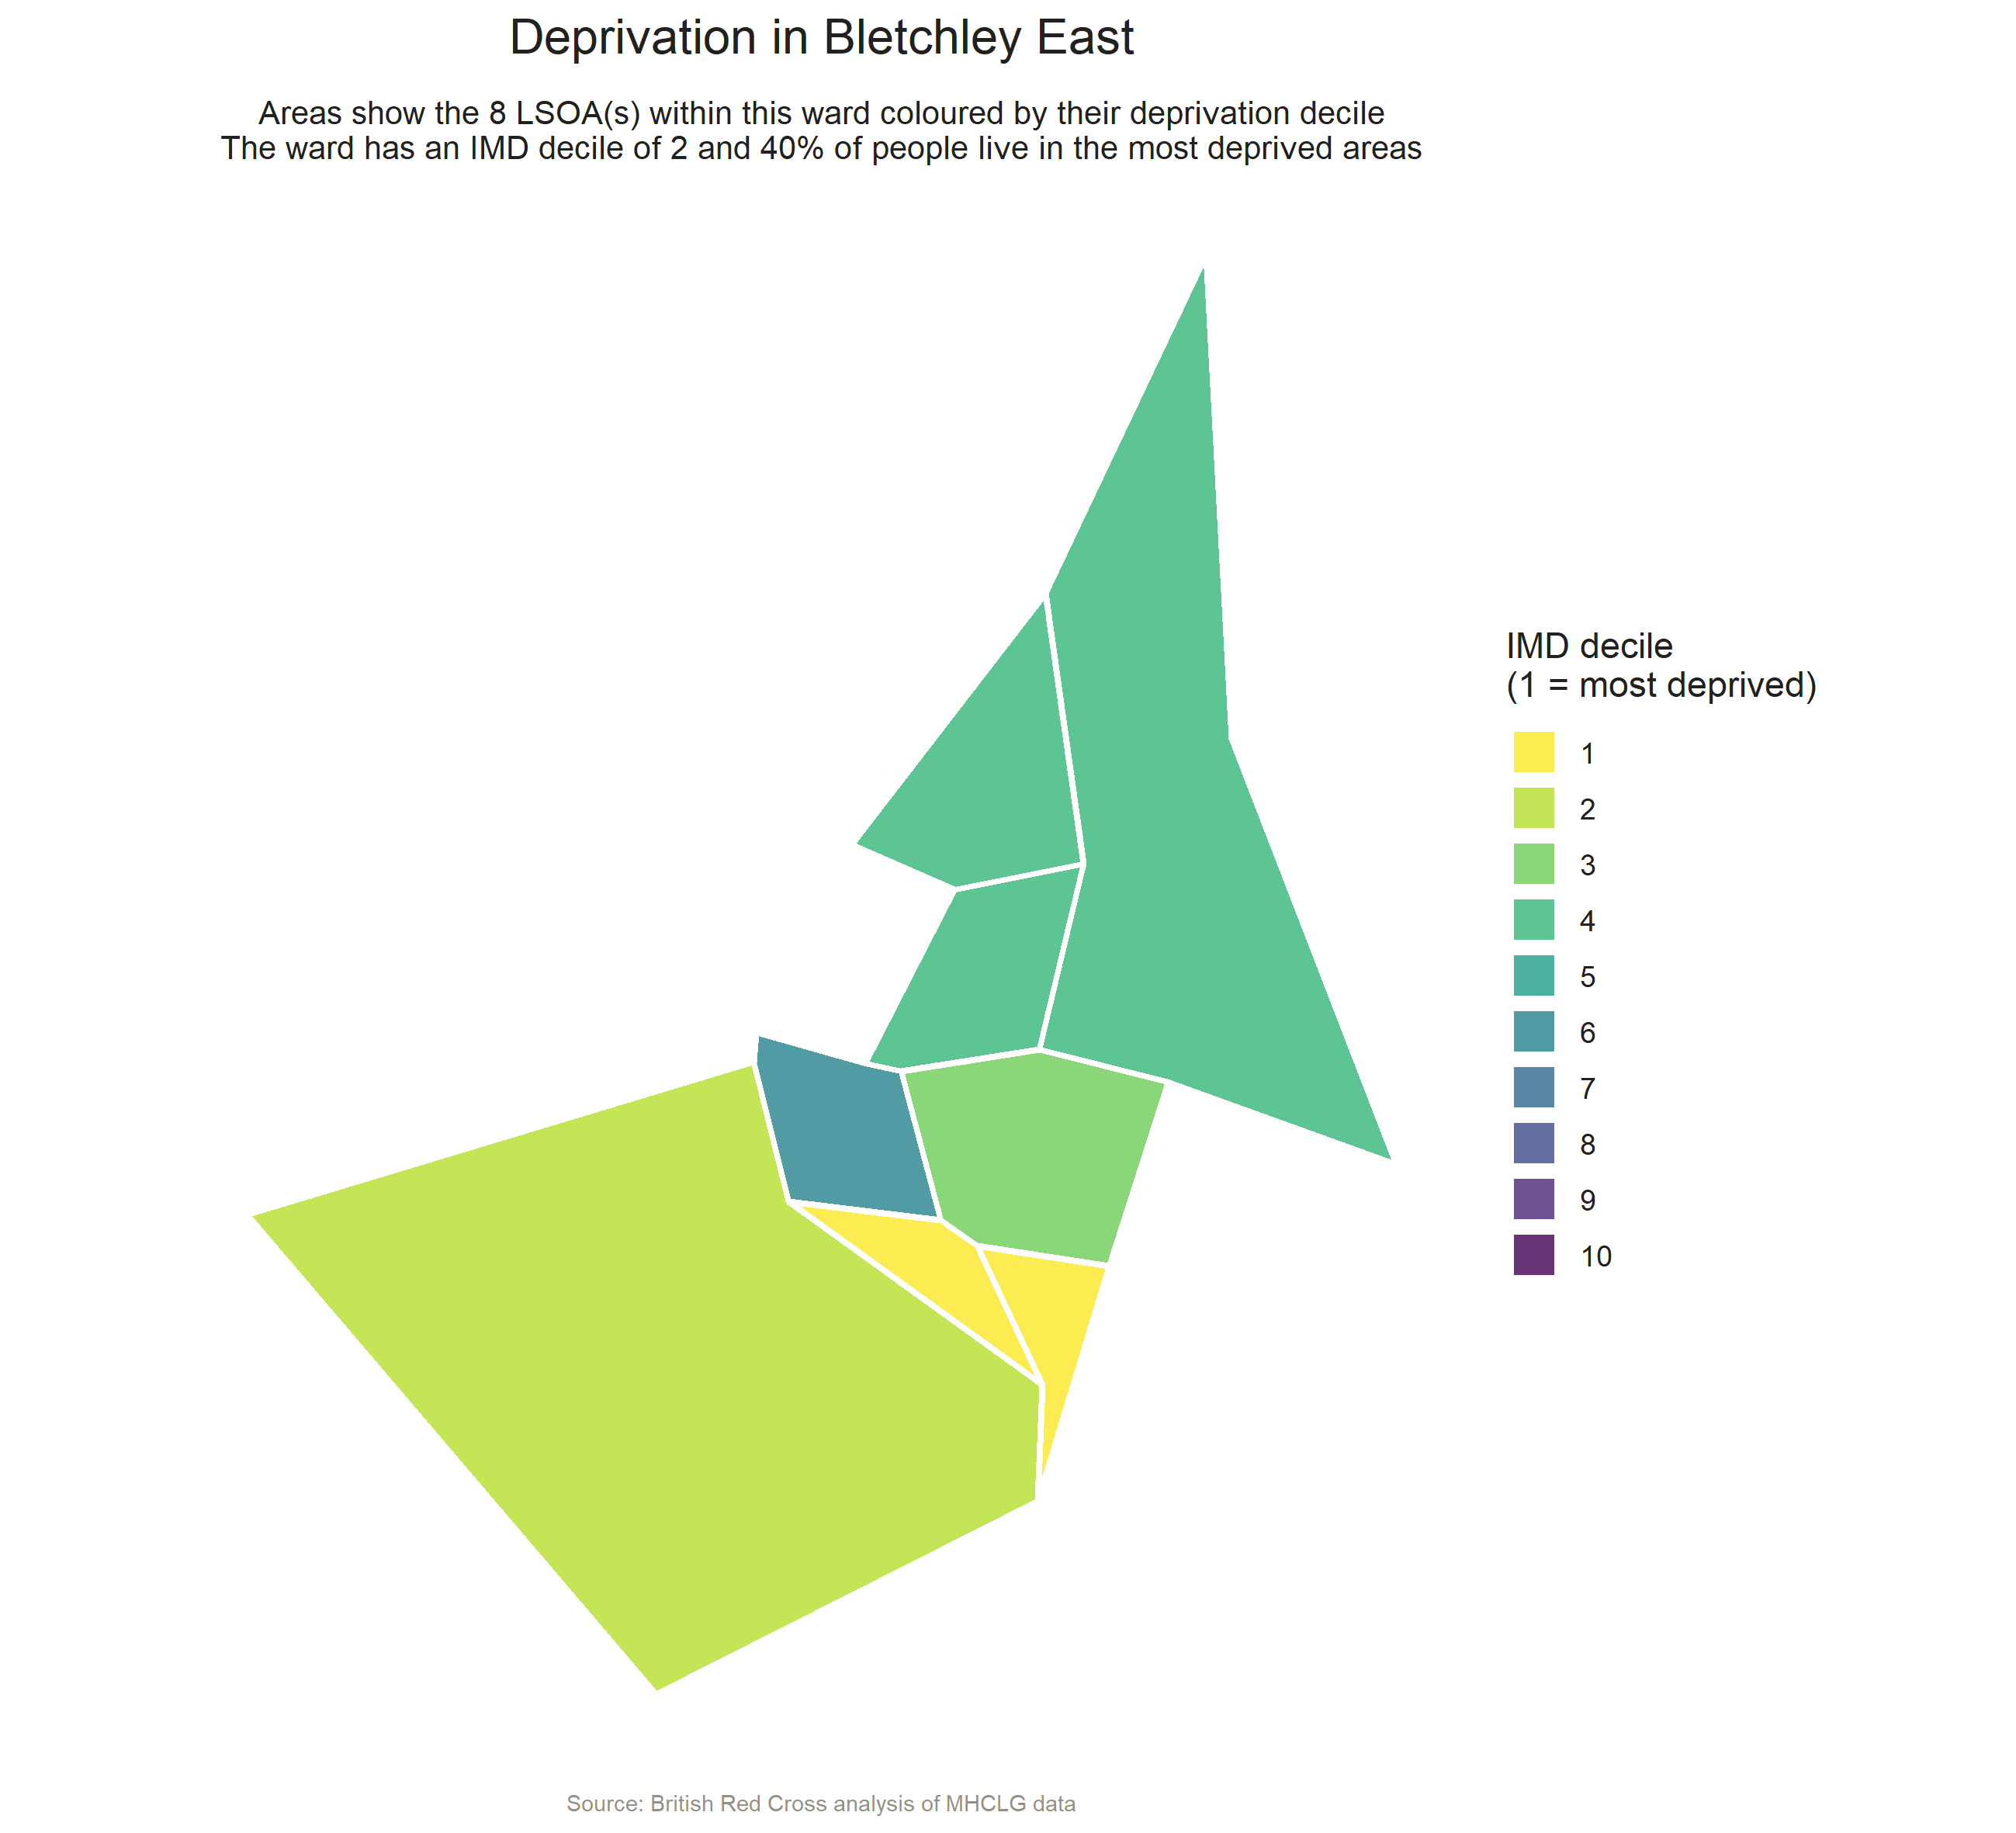 Deprivation in Bletchley East
Areas show the 8 LSOA(s) within this ward coloured by their deprivation decile
The ward has an IMD decile of 2 and 40% of people live in the most deprived areas
IMD decile
(1 = most deprived)
1
2
3
4
5
6
7
8
9
10
Source: British Red Cross analysis of MHCLG data